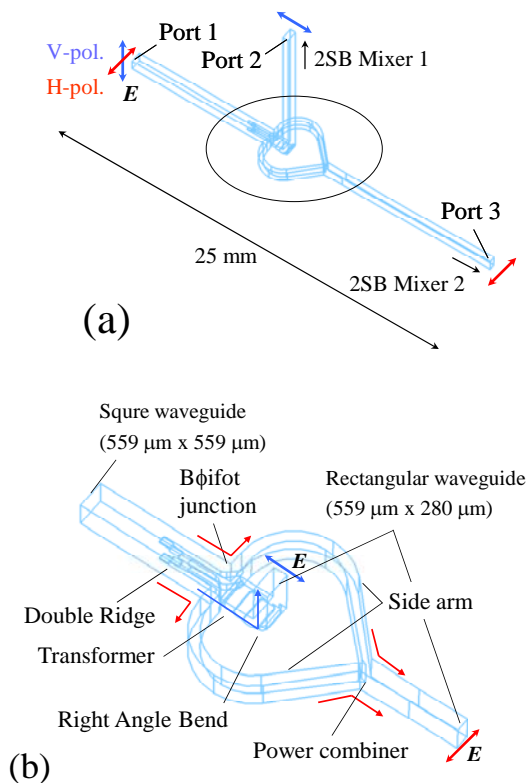 Port 1
V-pol.
Port 2
2SB Mixer 1
H-pol.
E
Port 3
25 mm
2SB Mixer 2
(a)
Squre waveguide
(559 μm x 559 μm)
Bϕifot
junction
Rectangular waveguide
(559 μm x 280 μm)
E
Double Ridge
Side arm
Transformer
Right Angle Bend
Power combiner
E
(b)